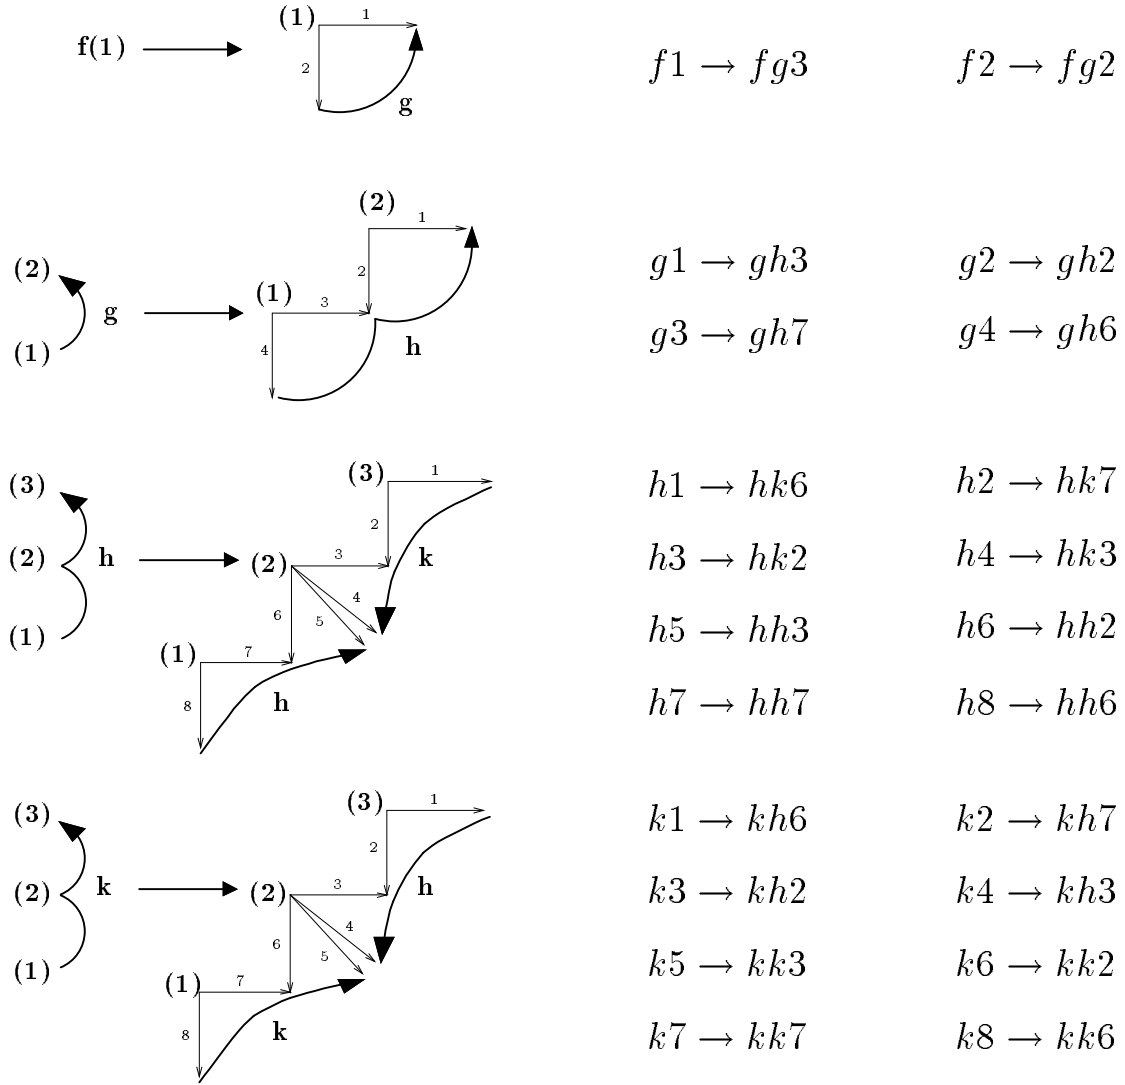 (1) 1
f(1) 2 g f1 → fg3 f2 → fg2
(2) 1
(2) 2 g1 → gh3 g2 → gh2
g (1) 3
(1) 4 h g3 → gh7 g4 → gh6
(3) (3) 1 h1 → hk6 h2 → hk7
2
(2) h (2) 3 k h3 → hk2 h4 → hk3
6 5 4
(1) (1) 7 h5 → hh3 h6 → hh2
8 h h7 → hh7 h8 → hh6
(3) (3) 1 k1 → kh6 k2 → kh7
2
(2) k (2) 3 h k3 → kh2 k4 → kh3
6 5 4
(1) (1) 7 k5 → kk3 k6 → kk2
8 k k7 → kk7 k8 → kk6